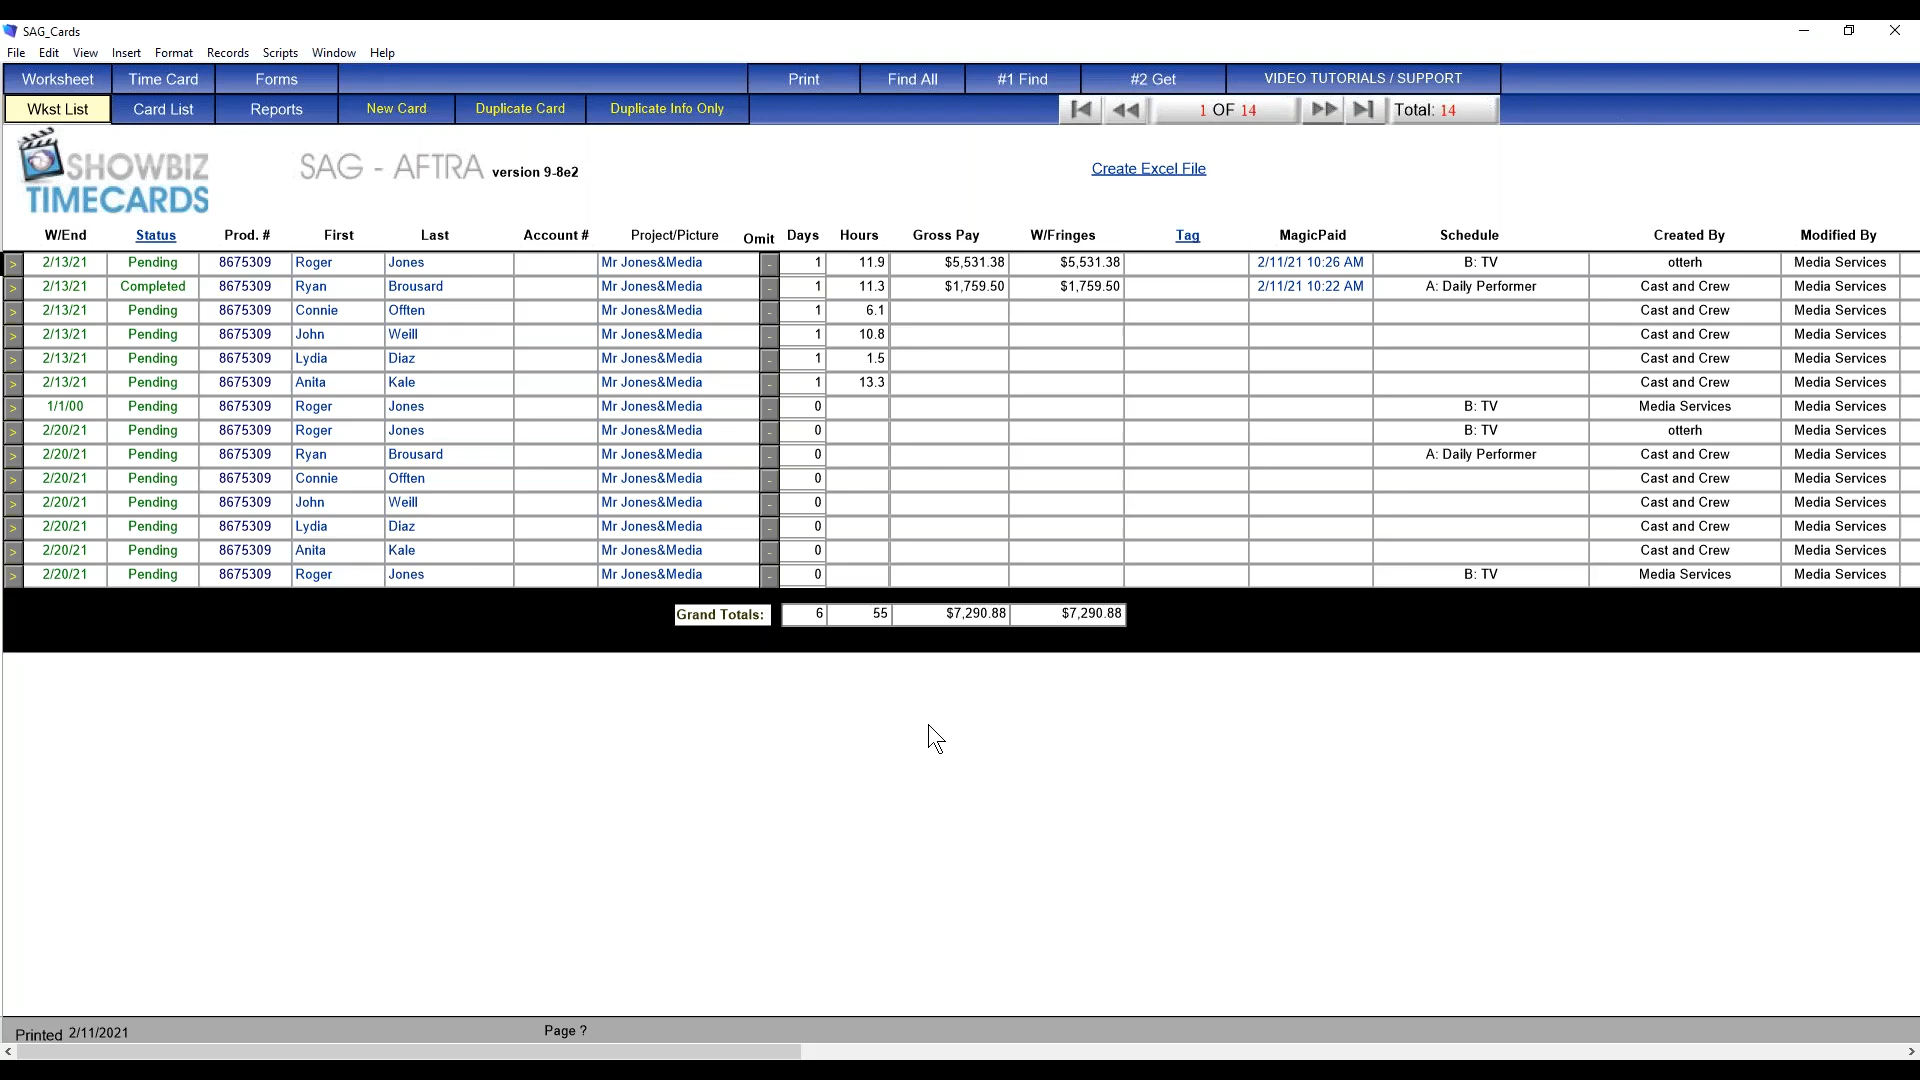 SAG_Cards
File Edit View Insert Format Records Scripts Window Help
Worksheet Time Card Forms Print Find All #1 Find #2 Get VIDEO TUTORIALS / SUPPORT
Wkst List Card List Reports New Card Duplicate Card Duplicate Info Only 1 OF 14 Total: 14
SHOWBIZ
TIMECARDS
SAG - AFTRA version 9-8e2
Create Excel File
W/End Status Prod. # First Last Account # Project/Picture Omit Days Hours Gross Pay W/Fringes Tag MagicPaid Schedule Created By Modified By
> 2/13/21 Pending 8675309 Roger Jones Mr Jones&Media - 1 11.9 $5,531.38 $5,531.38 2/11/21 10:26 AM B: TV otterh Media Services
> 2/13/21 Completed 8675309 Ryan Brousard Mr Jones&Media - 1 11.3 $1,759.50 $1,759.50 2/11/21 10:22 AM A: Daily Performer Cast and Crew Media Services
> 2/13/21 Pending 8675309 Connie Offten Mr Jones&Media - 1 6.1 Cast and Crew Media Services
> 2/13/21 Pending 8675309 John Weill Mr Jones&Media - 1 10.8 Cast and Crew Media Services
> 2/13/21 Pending 8675309 Lydia Diaz Mr Jones&Media - 1 1.5 Cast and Crew Media Services
> 2/13/21 Pending 8675309 Anita Kale Mr Jones&Media - 1 13.3 Cast and Crew Media Services
> 1/1/00 Pending 8675309 Roger Jones Mr Jones&Media - 0 B: TV Media Services Media Services
> 2/20/21 Pending 8675309 Roger Jones Mr Jones&Media - 0 B: TV otterh Media Services
> 2/20/21 Pending 8675309 Ryan Brousard Mr Jones&Media - 0 A: Daily Performer Cast and Crew Media Services
> 2/20/21 Pending 8675309 Connie Offten Mr Jones&Media - 0 Cast and Crew Media Services
> 2/20/21 Pending 8675309 John Weill Mr Jones&Media - 0 Cast and Crew Media Services
> 2/20/21 Pending 8675309 Lydia Diaz Mr Jones&Media - 0 Cast and Crew Media Services
> 2/20/21 Pending 8675309 Anita Kale Mr Jones&Media - 0 Cast and Crew Media Services
> 2/20/21 Pending 8675309 Roger Jones Mr Jones&Media - 0 B: TV Media Services Media Services
Grand Totals: 6 55 $7,290.88 $7,290.88
Printed 2/11/2021 Page ?